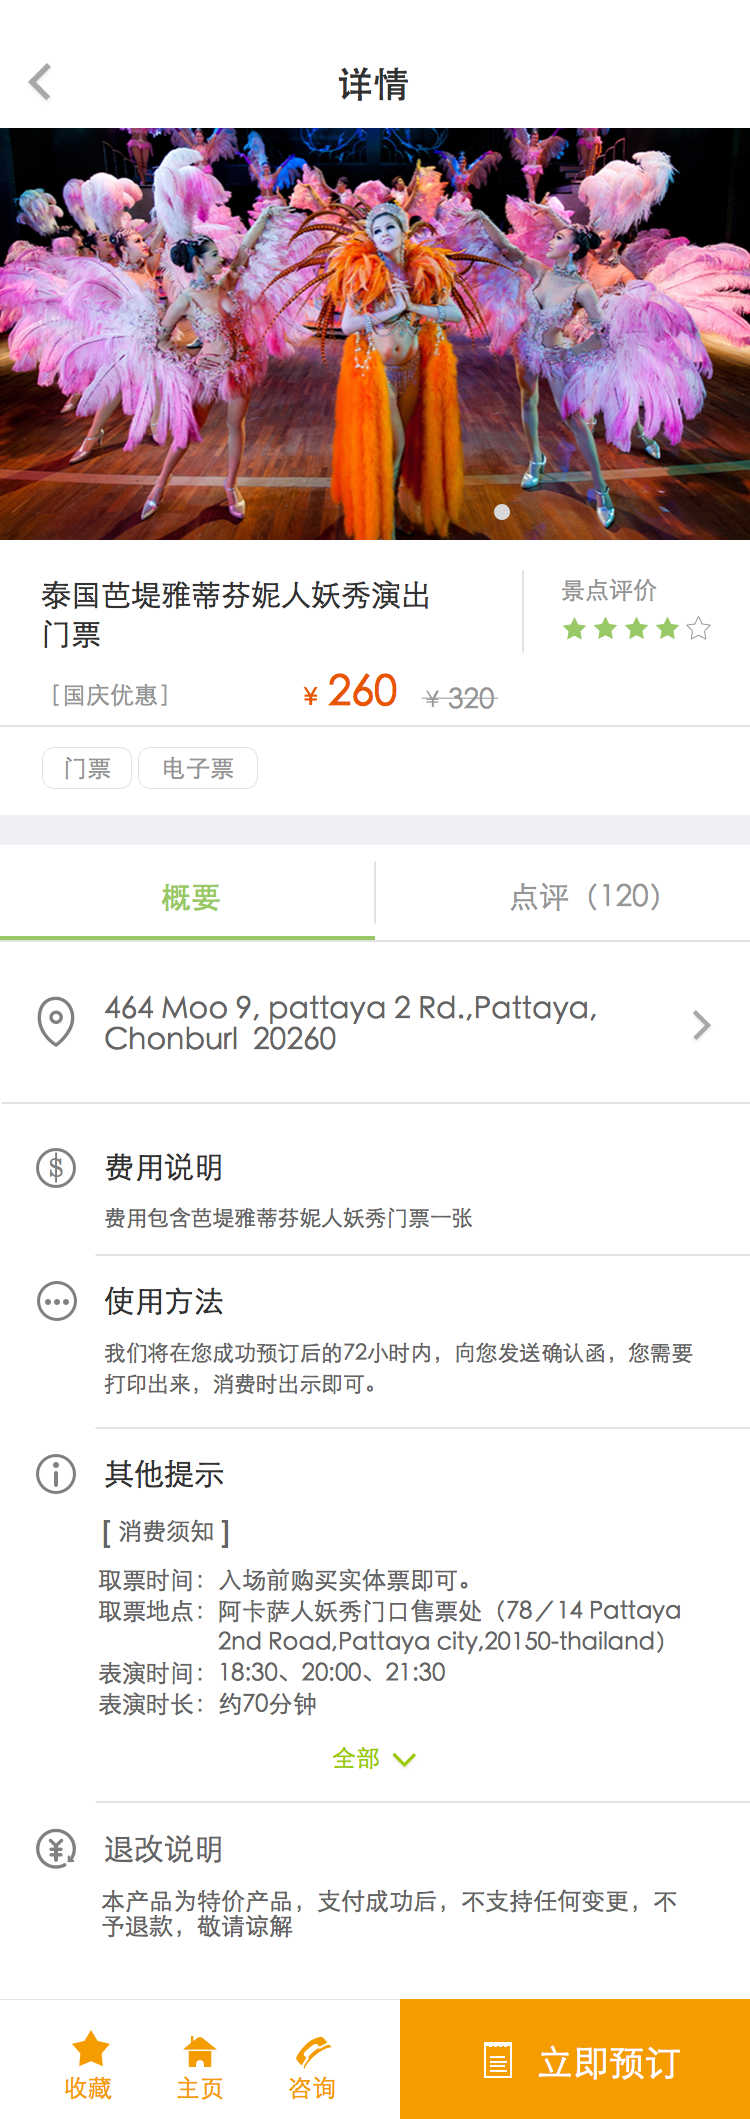 详情
泰国芭堤雅蒂芬妮人妖秀演出
门票
景点评价
[国庆优惠]
¥ 260 ¥ 320
门票 电子票
概要 点评（120）
464 Moo 9, pattaya 2 Rd.,Pattaya,
Chonburl 20260
费用说明
费用包含芭堤雅蒂芬妮人妖秀门票一张
使用方法
我们将在您成功预订后的72小时内，向您发送确认函，您需要
打印出来，消费时出示即可。
其他提示
[ 消费须知 ]
取票时间：入场前购买实体票即可。
取票地点：阿卡萨人妖秀门口售票处（78／14 Pattaya
2nd Road,Pattaya city,20150-thailand）
表演时间：18:30、20:00、21:30
表演时长：约70分钟
全部
退改说明
本产品为特价产品，支付成功后，不支持任何变更，不
予退款，敬请谅解
收藏 主页 咨询 立即预订